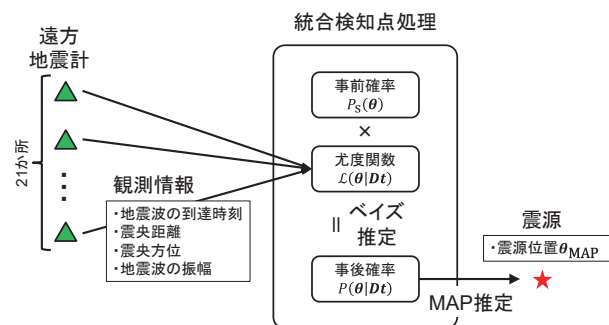 遠方
地震計
21か所
観測情報
・地震波の到達時刻
・震央距離
・震央方位
・地震波の振幅
統合検知点処理
事前確率
P_S(θ)
×
尤度関数
ℒ(θ|Dt)
= ベイズ
推定
事後確率
P(θ|Dt)
MAP推定
震源
・震源位置θ_MAP